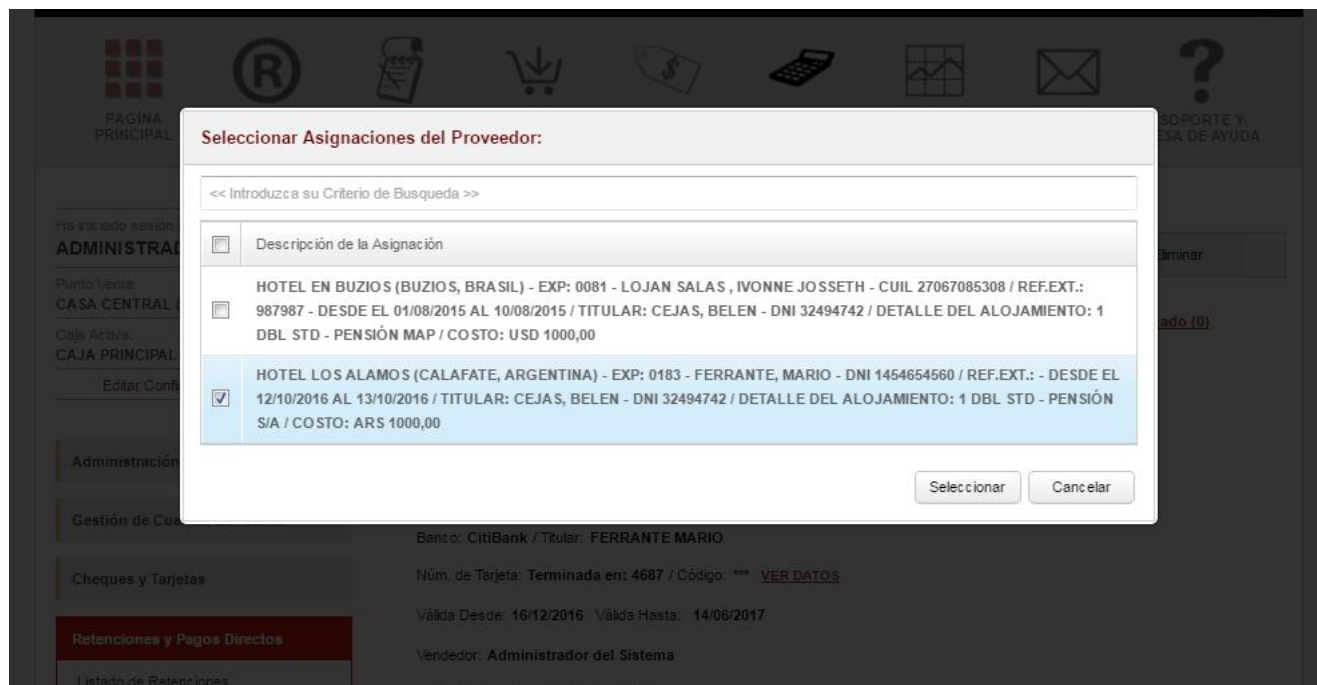 PAGINA
PRINCIPAL
®
$
?
SOPORTE Y
ESA DE AYUDA
Seleccionar Asignaciones del Proveedor:
<< Introduzca su Criterio de Busqueda >>
Descripción de la Asignación
HOTEL EN BUZIOS (BUZIOS, BRASIL) - EXP: 0081 - LOJAN SALAS , IVONNE JOSSETH - CUIL 27067085308 / REF.EXT.:
987987 - DESDE EL 01/08/2015 AL 10/08/2015 / TITULAR: CEJAS, BELEN - DNI 32494742 / DETALLE DEL ALOJAMIENTO: 1
DBL STD - PENSIÓN MAP / COSTO: USD 1000,00
HOTEL LOS ALAMOS (CALAFATE, ARGENTINA) - EXP: 0183 - FERRANTE, MARIO - DNI 1454654560 / REF.EXT.: - DESDE EL
12/10/2016 AL 13/10/2016 / TITULAR: CEJAS, BELEN - DNI 32494742 / DETALLE DEL ALOJAMIENTO: 1 DBL STD - PENSIÓN
S/A / COSTO: ARS 1000,00
Seleccionar Cancelar
Ha iniciado sesión
ADMINISTRAD
Punto Venta:
CASA CENTRAL (
Caja Activa:
CAJA PRINCIPAL
Editar Confi
Eliminar
ado (0)
Administración
Gestión de Cue
Cheques y Tarjetas
Retenciones y Pagos Directos
Listado de Retenciones
Banco: CitiBank / Titular: FERRANTE MARIO
Núm. de Tarjeta: Terminada en: 4687 / Código: *** VER DATOS
Válida Desde: 16/12/2016 Válida Hasta: 14/06/2017
Vendedor: Administrador del Sistema